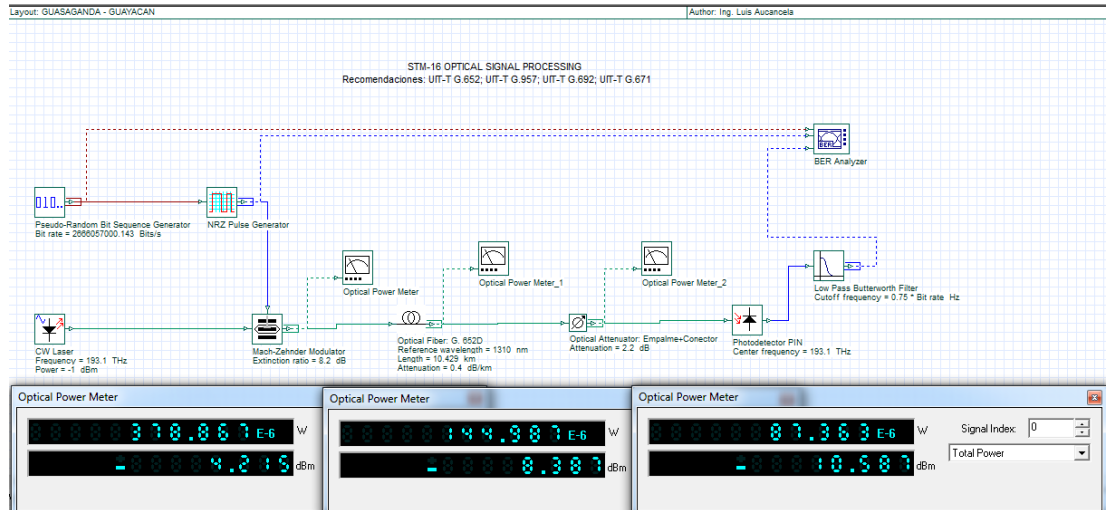 Layout: GUASAGANDA - GUAYACAN
Author: Ing. Luis Aucancela
STM-16 OPTICAL SIGNAL PROCESSING
Recomendaciones: UIT-T G.652; UIT-T G.957; UIT-T G.692; UIT-T G.671
BER
BER Analyzer
010..
Pseudo-Random Bit Sequence Generator
Bit rate = 2666057000.143 Bits/s
NRZ Pulse Generator
Optical Power Meter
Optical Power Meter_1
Optical Power Meter_2
Low Pass Butterworth Filter
Cutoff frequency = 0.75 * Bit rate Hz
CW Laser
Frequency = 193.1 THz
Power = -1 dBm
Mach-Zehnder Modulator
Extinction ratio = 8.2 dB
Optical Fiber: G. 652D
Reference wavelength = 1310 nm
Length = 10.429 km
Attenuation = 0.4 dB/km
Optical Attenuator: Empalme+Conector
Attenuation = 2.2 dB
Photodetector PIN
Center frequency = 193.1 THz
Optical Power Meter
378.867 E-6 W
-4.215 dBm
Optical Power Meter
144.987 E-6 W
-8.387 dBm
Optical Power Meter
87.363 E-6 W
-10.587 dBm
Signal Index: 0
Total Power